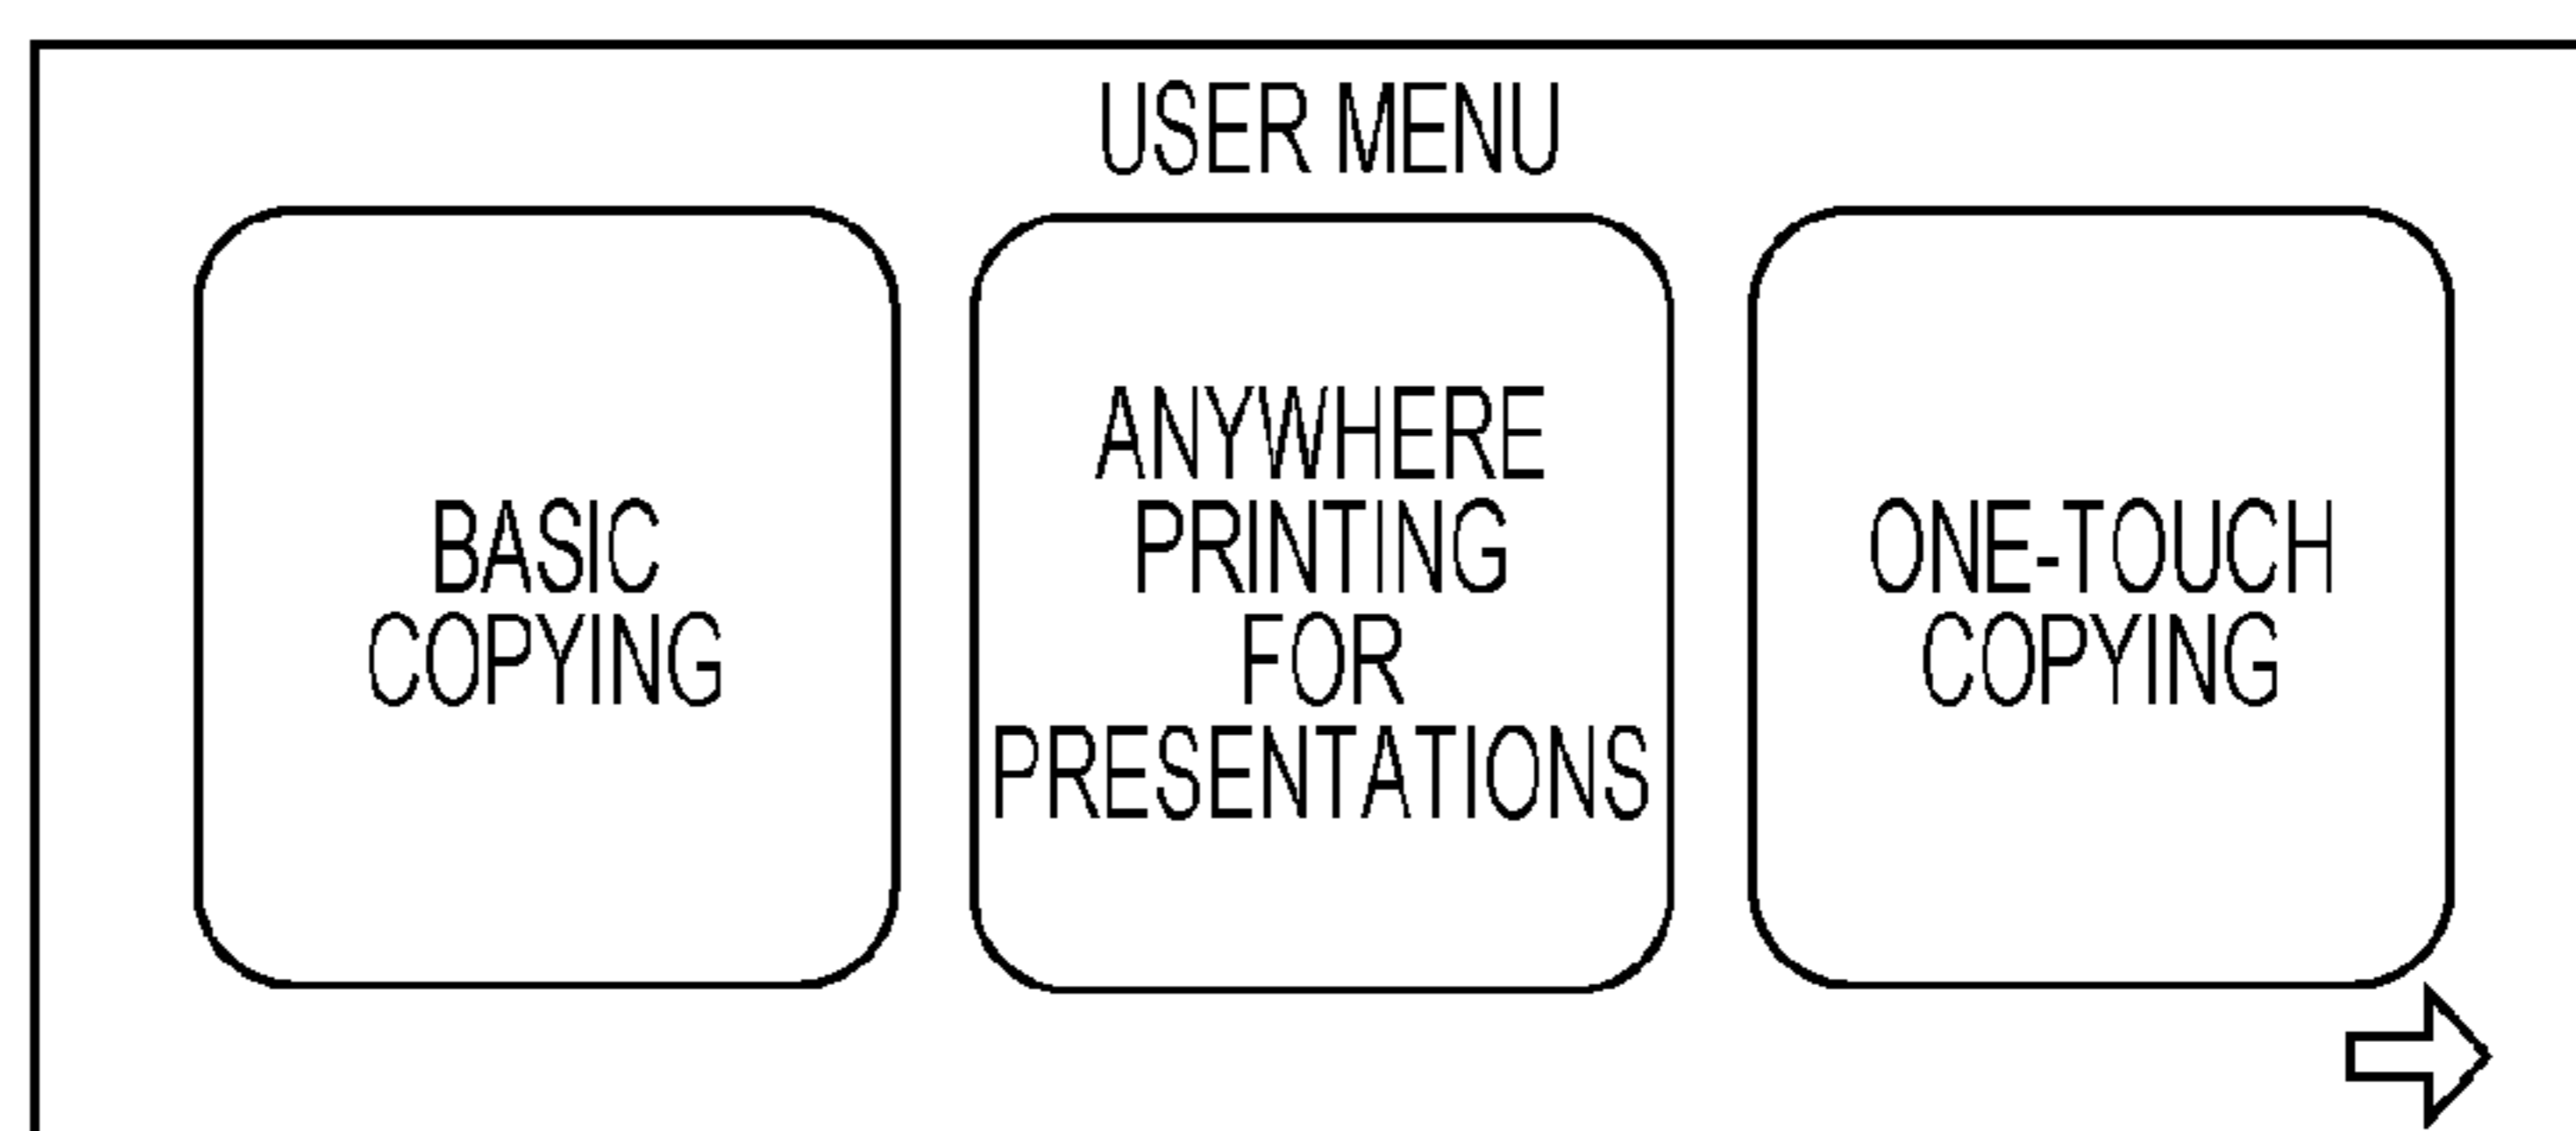 USER MENU
BASIC
COPYING
ANYWHERE
PRINTING
FOR
PRESENTATIONS
ONE-TOUCH
COPYING